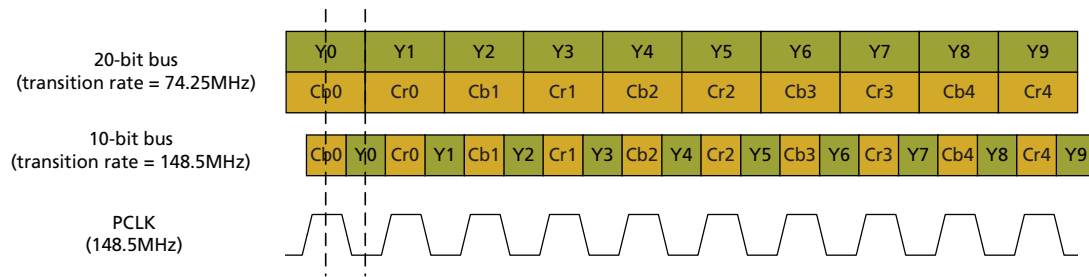 20-bit bus
(transition rate = 74.25MHz)
Y0 Y1 Y2 Y3 Y4 Y5 Y6 Y7 Y8 Y9
Cb0 Cr0 Cb1 Cr1 Cb2 Cr2 Cb3 Cr3 Cb4 Cr4
10-bit bus
(transition rate = 148.5MHz)
Cb0 Y0 Cr0 Y1 Cb1 Y2 Cr1 Y3 Cb2 Y4 Cr2 Y5 Cb3 Y6 Cr3 Y7 Cb4 Y8 Cr4 Y9
PCLK
(148.5MHz)